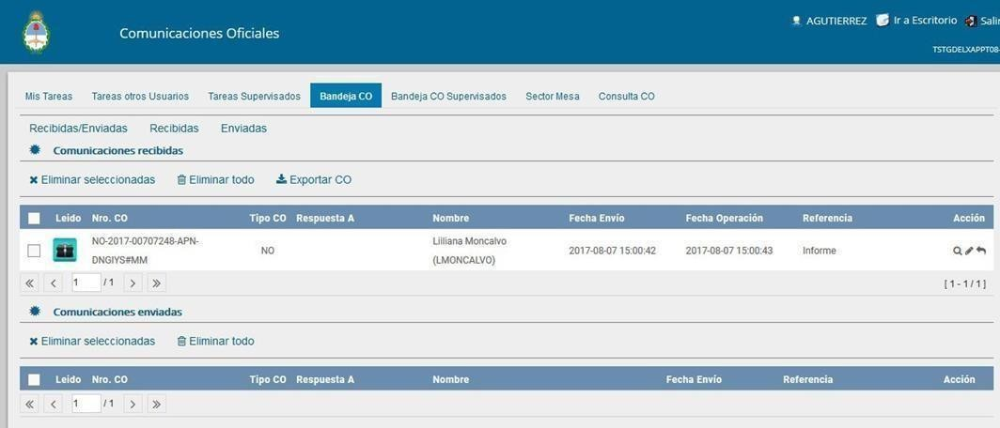 AGUTIERREZ Ir a Escritorio Salir
Comunicaciones Oficiales
TSTGDELXAPPT08-
Mis Tareas Tareas otros Usuarios Tareas Supervisados Bandeja CO Bandeja CO Supervisados Sector Mesa Consulta CO
Recibidas/Enviadas Recibidas Enviadas
Comunicaciones recibidas
Eliminar seleccionadas Eliminar todo Exportar CO
Leido Nro. CO Tipo CO Respuesta A Nombre Fecha Envío Fecha Operación Referencia Acción
NO-2017-00707248-APN- Liiliana Moncalvo
NO 2017-08-07 15:00:42 2017-08-07 15:00:43 Informe
DNGIYS#MM (LMONCALVO)
« < 1 / 1 > » [ 1 - 1 / 1 ]
Comunicaciones enviadas
Eliminar seleccionadas Eliminar todo
Leido Nro. CO Tipo CO Respuesta A Nombre Fecha Envío Referencia Acción
« < 1 / 1 > »